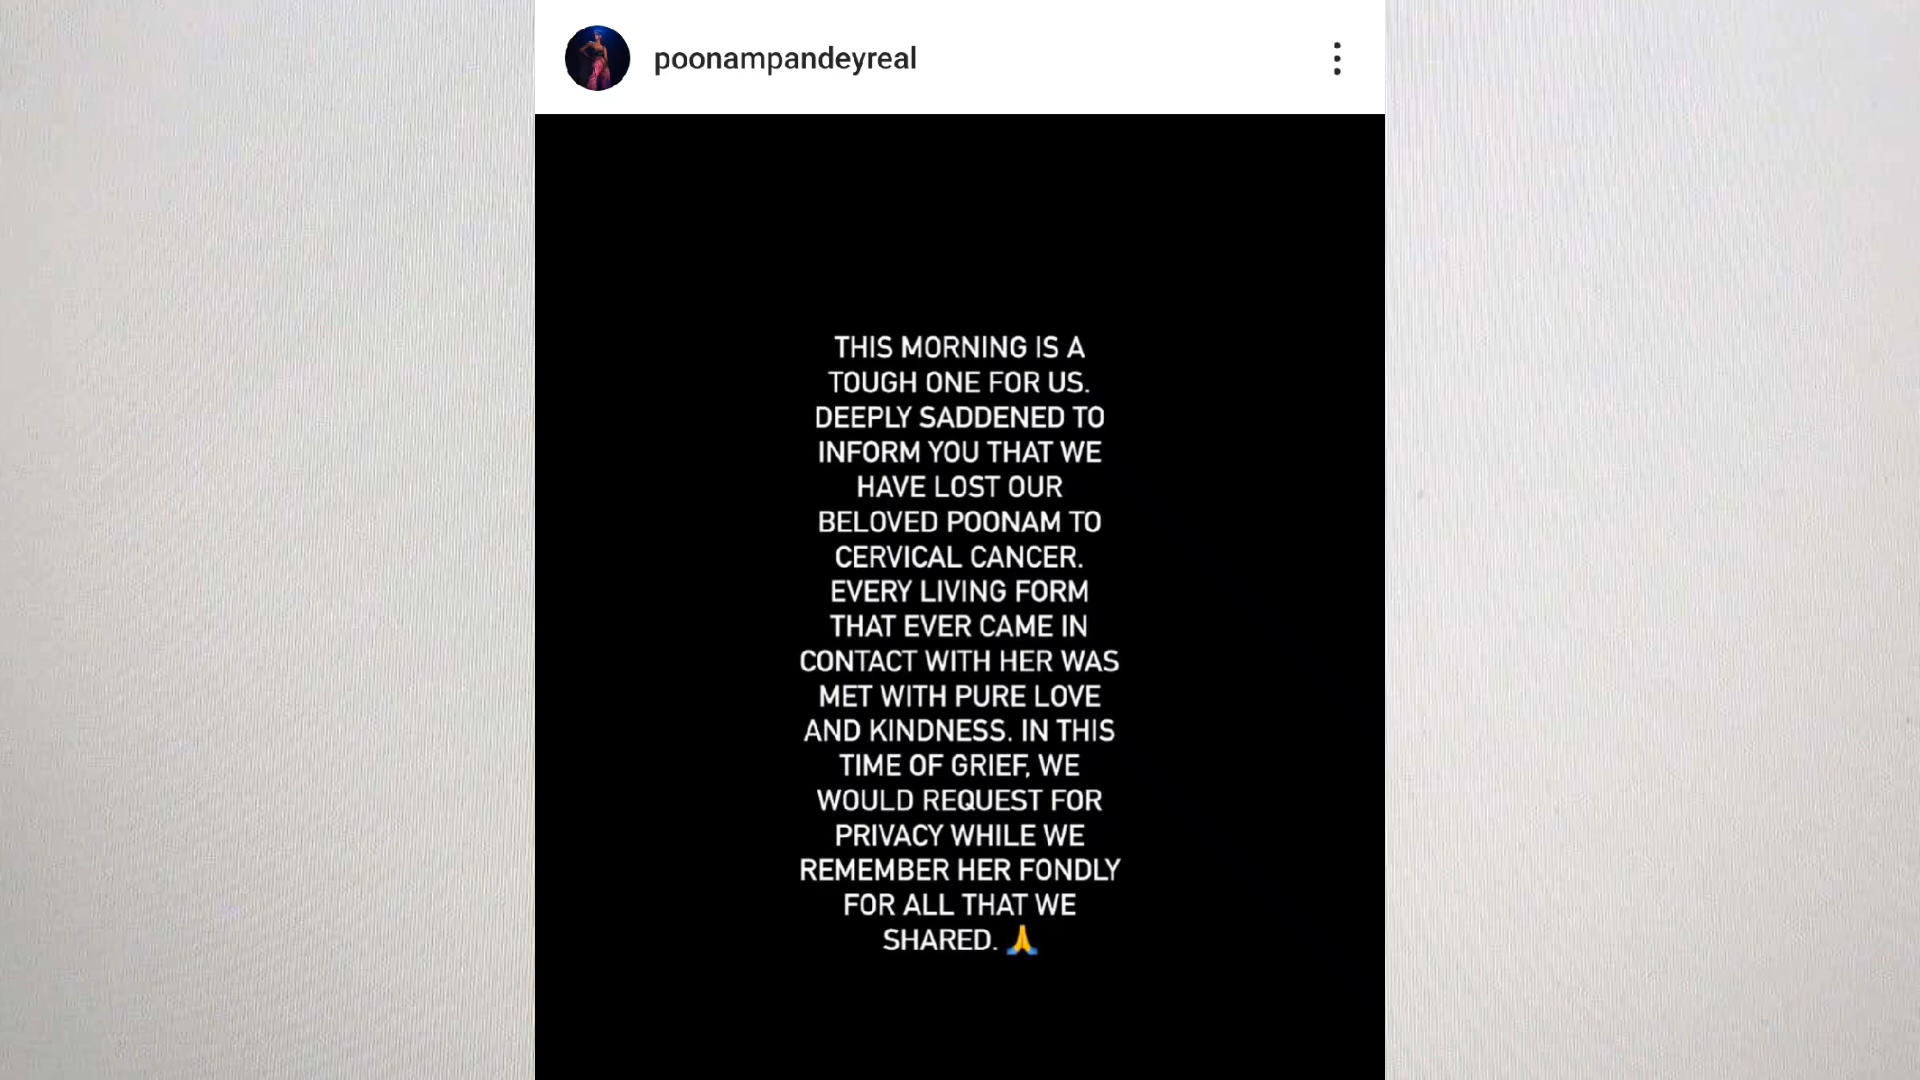 poonampandeyreal
THIS MORNING IS A
TOUGH ONE FOR US.
DEEPLY SADDENED TO
INFORM YOU THAT WE
HAVE LOST OUR
BELOVED POONAM TO
CERVICAL CANCER.
EVERY LIVING FORM
THAT EVER CAME IN
CONTACT WITH HER WAS
MET WITH PURE LOVE
AND KINDNESS. IN THIS
TIME OF GRIEF, WE
WOULD REQUEST FOR
PRIVACY WHILE WE
REMEMBER HER FONDLY
FOR ALL THAT WE
SHARED. 🙏